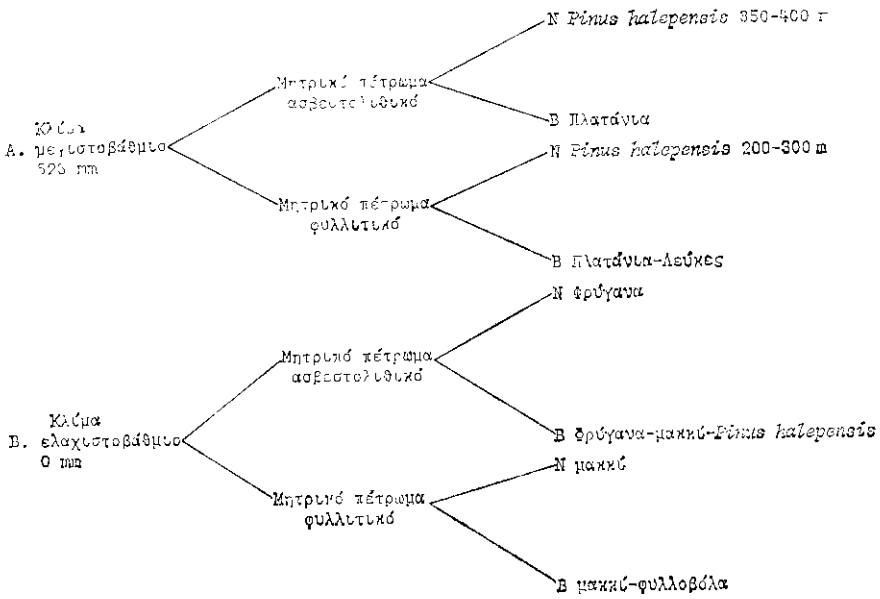 N Pinus halepensis 350-400 m
Μητρικό πέτρωμα
ασβεστολιθικό
B Πλατάνια
Κλίμα
A. μεγιστοβάθμιο
N Pinus halepensis 200-300 m
526 mm
Μητρικό πέτρωμα
φυλλιτικό
B Πλατάνια-Λεύκες
N Φρύγανα
Μητρικό πέτρωμα
ασβεστολιθικό
Κλίμα
B. ελαχιστοβάθμιο
0 mm
B Φρύγανα-μακκί-Pinus halepensis
N μακκί
Μητρικό πέτρωμα
φυλλιτικό
B μακκί-φυλλοβόλα